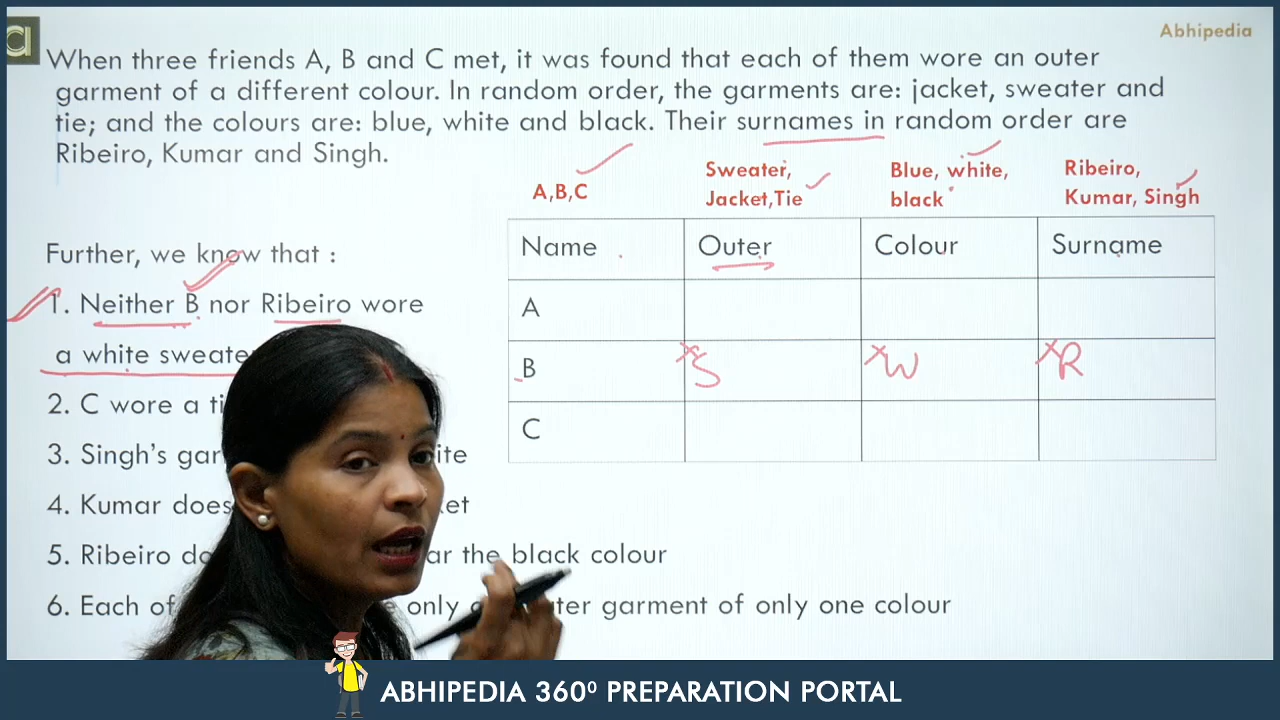 a
Abhipedia
When three friends A, B and C met, it was found that each of them wore an outer
garment of a different colour. In random order, the garments are: jacket, sweater and
tie; and the colours are: blue, white and black. Their surnames in random order are
Ribeiro, Kumar and Singh.
A,B,C
Sweater,
Jacket,Tie
Blue, white,
black
Ribeiro,
Kumar, Singh
Further, we know that :
1. Neither B nor Ribeiro wore
a white sweate
2. C wore a ti
3. Singh's gar ite
4. Kumar does et
5. Ribeiro do ar the black colour
6. Each of only ter garment of only one colour
Name Outer Colour Surname
A
B ×S ×W ×R
C
ABHIPEDIA 360⁰ PREPARATION PORTAL